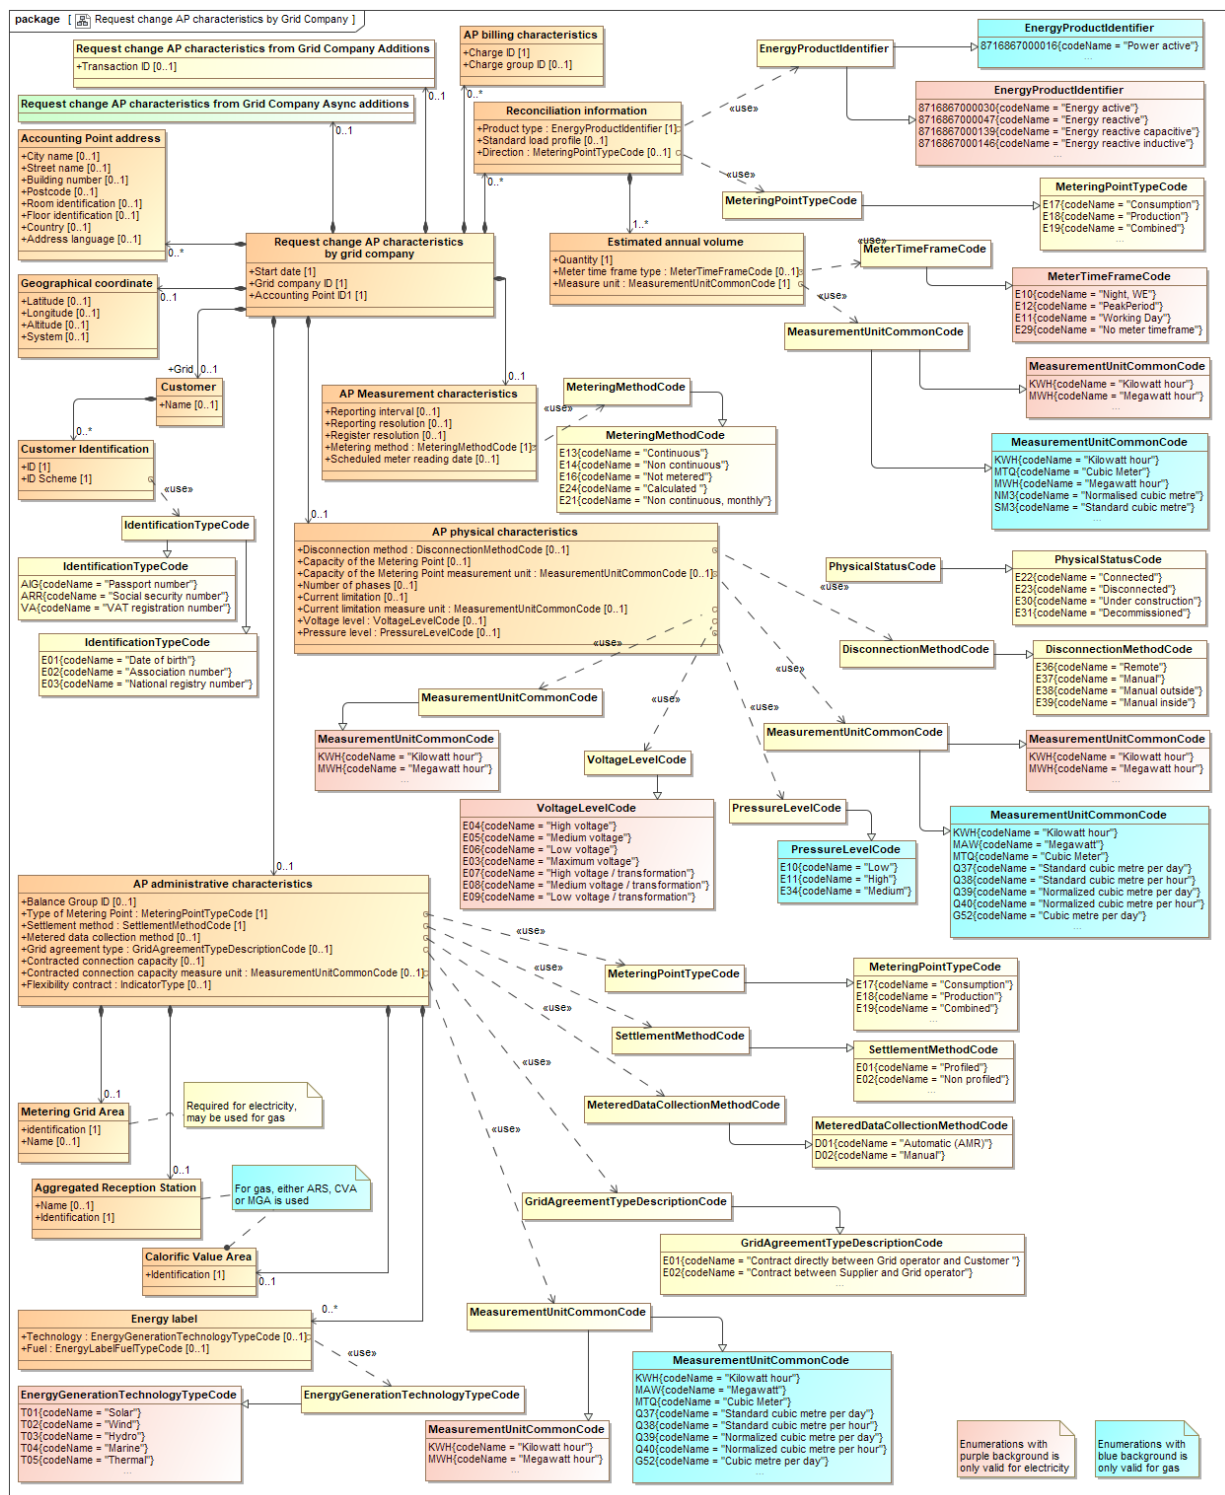 package [ Request change AP characteristics by Grid Company ]
Request change AP characteristics from Grid Company Additions
+Transaction ID [0..1]
0..1
Request change AP characteristics from Grid Company Async additions
0..1
AP billing characteristics
+Charge ID [1]
+Charge group ID [0..1]
0..*
Reconciliation information
+Product type : EnergyProductIdentifier [1]
+Standard load profile [0..1]
+Direction : MeteringPointTypeCode [0..1]
0..*
1..*
«use»
«use»
EnergyProductIdentifier
EnergyProductIdentifier
8716867000016{codeName = "Power active"}
...
EnergyProductIdentifier
8716867000030{codeName = "Energy active"}
8716867000047{codeName = "Energy reactive"}
8716867000139{codeName = "Energy reactive capacitive}
8716867000146{codeName = "Energy reactive inductive}
...
MeteringPointTypeCode
MeteringPointTypeCode
E17{codeName = "Consumption"}
E18{codeName = "Production"}
E19{codeName = "Combined"}
...
Accounting Point address
+City name [0..1]
+Street name [0..1]
+Building number [0..1]
+Postcode [0..1]
+Room identification [0..1]
+Floor identification [0..1]
+Country [0..1]
+Address language [0..1]
0..*
Request change AP characteristics
by grid company
+Start date [1]
+Grid company ID [1]
+Accounting Point ID1 [1]
Estimated annual volume
+Quantity [1]
+Meter time frame type : MeterTimeFrameCode [0..1]
+Measure unit : MeasurementUnitCommonCode [1]
«use»
«use»
MeterTimeFrameCode
MeterTimeFrameCode
E10{codeName = "Night, WE"}
E12{codeName = "PeakPeriod"}
E11{codeName = "Working Day"}
E29{codeName = "No meter timeframe"}
MeasurementUnitCommonCode
MeasurementUnitCommonCode
KWH{codeName = "Kilowatt hour"}
MWH{codeName = "Megawatt hour"}
...
MeasurementUnitCommonCode
KWH{codeName = "Kilowatt hour"}
MTQ{codeName = "Cubic Meter"}
MWH{codeName = "Megawatt hour"}
NM3{codeName = "Normalised cubic metre"}
SM3{codeName = "Standard cubic metre"}
...
Geographical coordinate
+Latitude [0..1]
+Longitude [0..1]
+Altitude [0..1]
+System [0..1]
0..1
+Grid 0..1
Customer
+Name [0..1]
0..*
Customer Identification
+ID [1]
+ID Scheme [1]
«use»
IdentificationTypeCode
IdentificationTypeCode
AIG{codeName = "Passport number"}
ARR{codeName = "Social security number"}
VA{codeName = "VAT registration number"}
IdentificationTypeCode
E01{codeName = "Date of birth"}
E02{codeName = "Association number"}
E03{codeName = "National registry number"}
0..1
AP Measurement characteristics
+Reporting interval [0..1]
+Reporting resolution [0..1]
+Register resolution [0..1]
+Metering method : MeteringMethodCode [1]
+Scheduled meter reading date [0..1]
«use»
MeteringMethodCode
MeteringMethodCode
E13{codeName = "Continuous"}
E14{codeName = "Non continuous"}
E16{codeName = "Not metered"}
E24{codeName = "Calculated "}
E21{codeName = "Non continuous, monthly"}
0..1
AP physical characteristics
+Disconnection method : DisconnectionMethodCode [0..1]
+Capacity of the Metering Point [0..1]
+Capacity of the Metering Point measurement unit : MeasurementUnitCommonCode [0..1]
+Number of phases [0..1]
+Current limitation [0..1]
+Current limitation measure unit : MeasurementUnitCommonCode [0..1]
+Voltage level : VoltageLevelCode [0..1]
+Pressure level : PressureLevelCode [0..1]
«use»
«use»
«use»
«use»
«use»
PhysicalStatusCode
PhysicalStatusCode
E22{codeName = "Connected"}
E23{codeName = "Disconnected"}
E30{codeName = "Under construction"}
E31{codeName = "Decommissioned"}
DisconnectionMethodCode
DisconnectionMethodCode
E36{codeName = "Remote"}
E37{codeName = "Manual"}
E38{codeName = "Manual outside"}
E39{codeName = "Manual inside"}
MeasurementUnitCommonCode
MeasurementUnitCommonCode
KWH{codeName = "Kilowatt hour"}
MWH{codeName = "Megawatt hour"}
...
VoltageLevelCode
VoltageLevelCode
E04{codeName = "High voltage"}
E05{codeName = "Medium voltage"}
E06{codeName = "Low voltage"}
E03{codeName = "Maximum voltage"}
E07{codeName = "High voltage / transformation"}
E08{codeName = "Medium voltage / transformation"}
E09{codeName = "Low voltage / transformation"}
PressureLevelCode
PressureLevelCode
E10{codeName = "Low"}
E11{codeName = "High"}
E34{codeName = "Medium"}
MeasurementUnitCommonCode
MeasurementUnitCommonCode
KWH{codeName = "Kilowatt hour"}
MWH{codeName = "Megawatt hour"}
...
MeasurementUnitCommonCode
KWH{codeName = "Kilowatt hour"}
MAW{codeName = "Megawatt"}
MTQ{codeName = "Cubic Meter"}
Q37{codeName = "Standard cubic metre per day"}
Q38{codeName = "Standard cubic metre per hour"}
Q39{codeName = "Normalized cubic metre per day"}
Q40{codeName = "Normalized cubic metre per hour"}
G52{codeName = "Cubic metre per day"}
...
0..1
AP administrative characteristics
+Balance Group ID [0..1]
+Type of Metering Point : MeteringPointTypeCode [1]
+Settlement method : SettlementMethodCode [1]
+Metered data collection method [0..1]
+Grid agreement type : GridAgreementTypeDescriptionCode [0..1]
+Contracted connection capacity [0..1]
+Contracted connection capacity measure unit : MeasurementUnitCommonCode [0..1]
+Flexibility contract : IndicatorType [0..1]
«use»
«use»
«use»
«use»
«use»
MeteringPointTypeCode
MeteringPointTypeCode
E17{codeName = "Consumption"}
E18{codeName = "Production"}
E19{codeName = "Combined"}
...
SettlementMethodCode
SettlementMethodCode
E01{codeName = "Profiled"}
E02{codeName = "Non profiled"}
...
MeteredDataCollectionMethodCode
MeteredDataCollectionMethodCode
D01{codeName = "Automatic (AMR)"}
D02{codeName = "Manual"}
GridAgreementTypeDescriptionCode
GridAgreementTypeDescriptionCode
E01{codeName = "Contract directly between Grid operator and Customer "}
E02{codeName = "Contract between Supplier and Grid operator"}
...
0..1
Metering Grid Area
+identification [1]
+Name [0..1]
Required for electricity,
may be used for gas
0..1
Aggregated Reception Station
+Name [0..1]
+Identification [1]
For gas, either ARS, CVA
or MGA is used
Calorific Value Area
+Identification [1]
0..1
0..*
Energy label
+Technology : EnergyGenerationTechnologyTypeCode [0..1]
+Fuel : EnergyLabelFuelTypeCode [0..1]
«use»
EnergyGenerationTechnologyTypeCode
EnergyGenerationTechnologyTypeCode
T01{codeName = "Solar"}
T02{codeName = "Wind"}
T03{codeName = "Hydro"}
T04{codeName = "Marine"}
T05{codeName = "Thermal"}
...
MeasurementUnitCommonCode
MeasurementUnitCommonCode
KWH{codeName = "Kilowatt hour"}
MWH{codeName = "Megawatt hour"}
...
MeasurementUnitCommonCode
KWH{codeName = "Kilowatt hour"}
MAW{codeName = "Megawatt"}
MTQ{codeName = "Cubic Meter"}
Q37{codeName = "Standard cubic metre per day"}
Q38{codeName = "Standard cubic metre per hour"}
Q39{codeName = "Normalized cubic metre per day"}
Q40{codeName = "Normalized cubic metre per hour"}
G52{codeName = "Cubic metre per day"}
...
Enumerations with
purple background is
only valid for electricity
Enumerations with
blue background is
only valid for gas